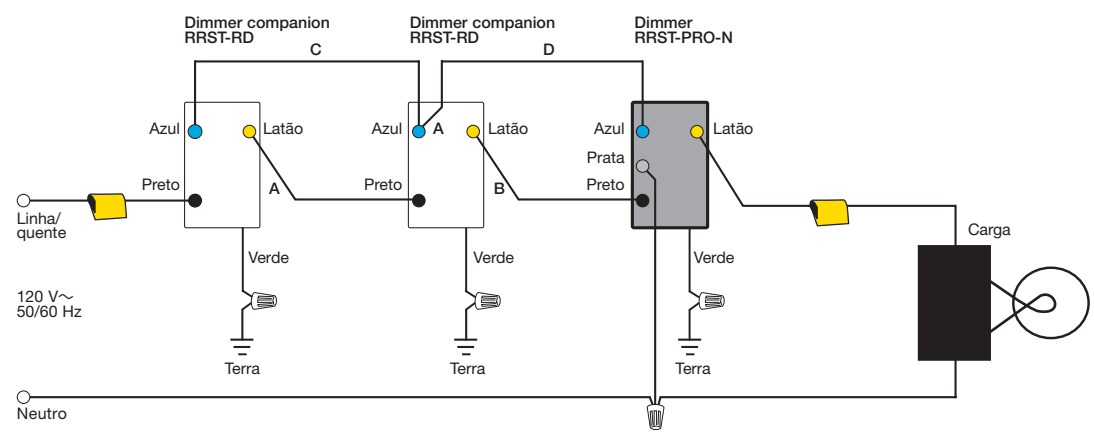 Dimmer companion
RRST-RD
Dimmer companion
RRST-RD
Dimmer
RRST-PRO-N
C
D
Azul
Latão
Azul
A
Latão
Azul
Latão
Prata
Preto
A
Preto
B
Preto
Linha/
quente
Carga
Verde
Verde
Verde
120 V~
50/60 Hz
Terra
Terra
Terra
Neutro